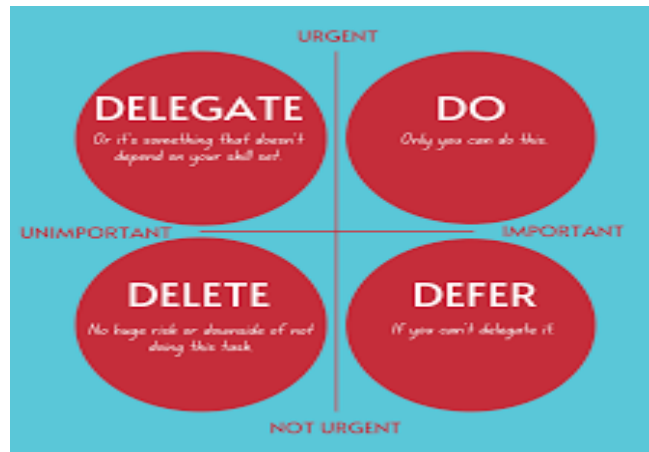 URGENT
DELEGATE
Or it's something that doesn't
depend on your skill set.
DO
Only you can do this.
UNIMPORTANT
IMPORTANT
DELETE
No huge risk or downside of not
doing this task.
DEFER
If you can't delegate it.
NOT URGENT